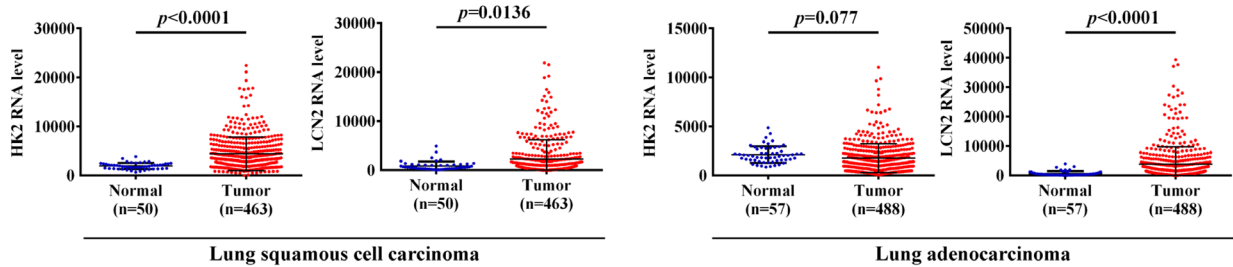 p<0.0001
HK2 RNA level
30000
20000
10000
0
Normal
(n=50)
Tumor
(n=463)
p=0.0136
LCN2 RNA level
30000
20000
10000
0
Normal
(n=50)
Tumor
(n=463)
Lung squamous cell carcinoma
p=0.077
HK2 RNA level
15000
10000
5000
0
Normal
(n=57)
Tumor
(n=488)
p<0.0001
LCN2 RNA level
50000
40000
30000
20000
10000
0
Normal
(n=57)
Tumor
(n=488)
Lung adenocarcinoma